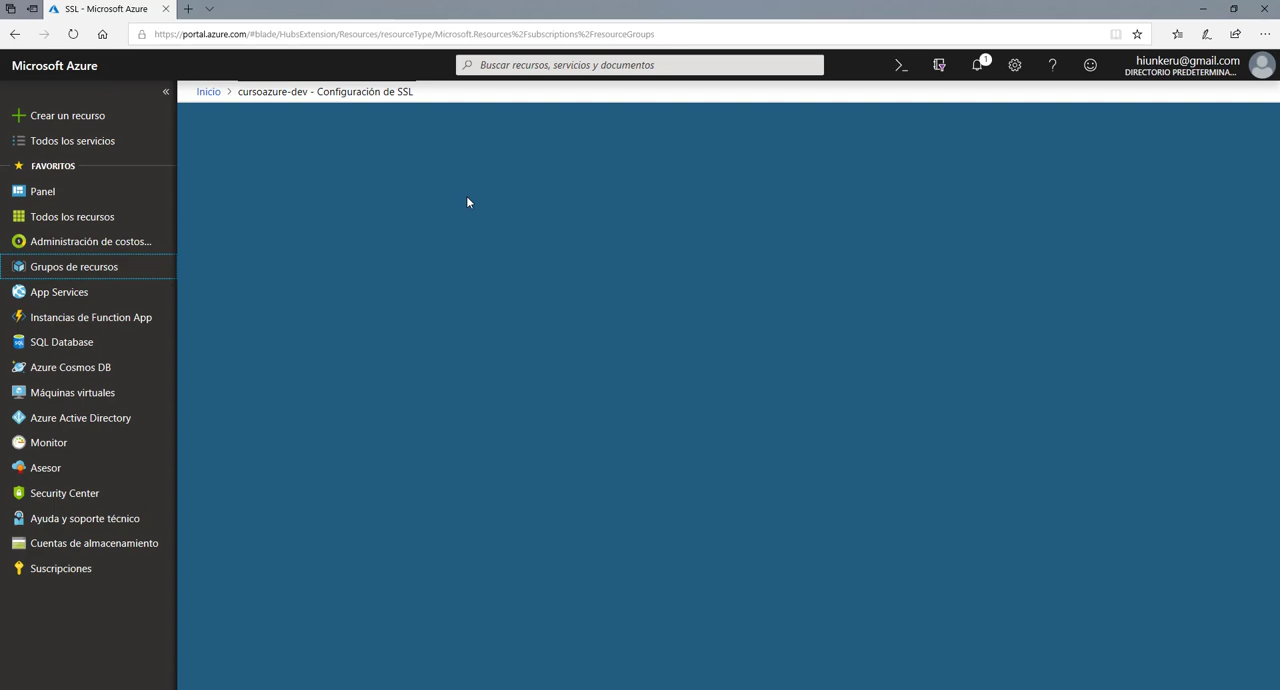 SSL - Microsoft Azure
https://portal.azure.com/#blade/HubsExtension/Resources/resourceType/Microsoft.Resources%2Fsubscriptions%2FresourceGroups
Microsoft Azure
Buscar recursos, servicios y documentos
1
hiunkeru@gmail.com
DIRECTORIO PREDETERMINA...
Inicio > cursoazure-dev - Configuración de SSL
Crear un recurso
Todos los servicios
FAVORITOS
Panel
Todos los recursos
Administración de costos...
Grupos de recursos
App Services
Instancias de Function App
SQL Database
Azure Cosmos DB
Máquinas virtuales
Azure Active Directory
Monitor
Asesor
Security Center
Ayuda y soporte técnico
Cuentas de almacenamiento
Suscripciones